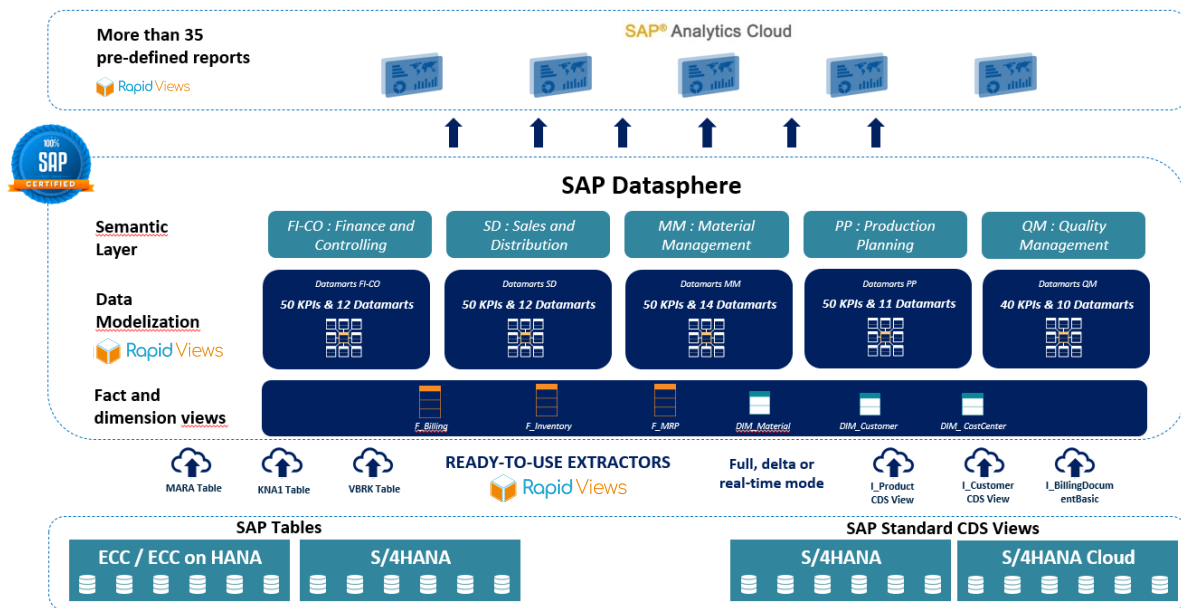 More than 35
pre-defined reports
Rapid Views
SAP® Analytics Cloud
100%
SAP
CERTIFIED
SAP Datasphere
Semantic
Layer
FI-CO : Finance and
Controlling
SD : Sales and
Distribution
MM : Material
Management
PP : Production
Planning
QM : Quality
Management
Data
Modelization
Rapid Views
Datamarts FI-CO
50 KPIs & 12 Datamarts
Datamarts SD
50 KPIs & 12 Datamarts
Datamarts MM
50 KPIs & 14 Datamarts
Datamarts PP
50 KPIs & 11 Datamarts
Datamarts QM
40 KPIs & 10 Datamarts
Fact and
dimension views
F_Billing
F_Inventory
F_MRP
DIM_Material
DIM_Customer
DIM_ CostCenter
MARA Table
KNA1 Table
VBRK Table
READY-TO-USE EXTRACTORS
Rapid Views
Full, delta or
real-time mode
I_Product
CDS View
I_Customer
CDS View
I_BillingDocum
entBasic
SAP Tables
ECC / ECC on HANA
S/4HANA
SAP Standard CDS Views
S/4HANA
S/4HANA Cloud